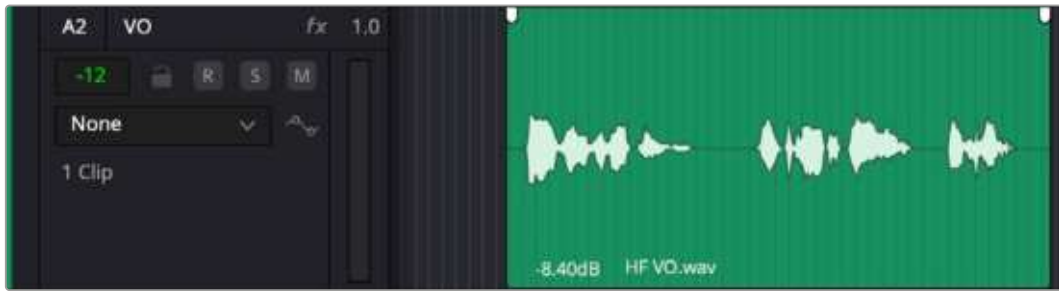 A2 VO fx 1.0
-12 R S M
None
1 Clip
-8.40dB HF VO.wav